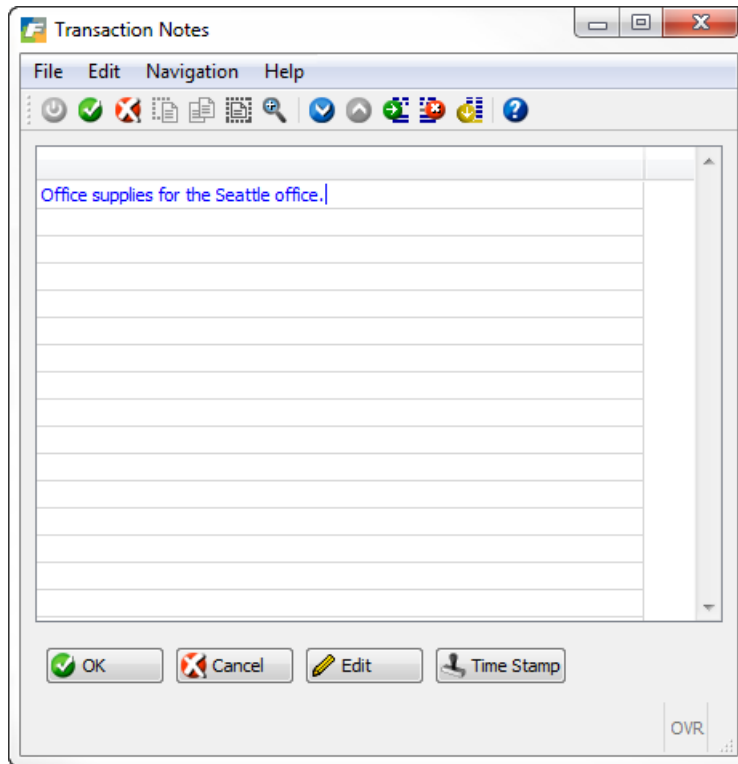 Transaction Notes
File Edit Navigation Help
Office supplies for the Seattle office.
OK Cancel Edit Time Stamp
OVR